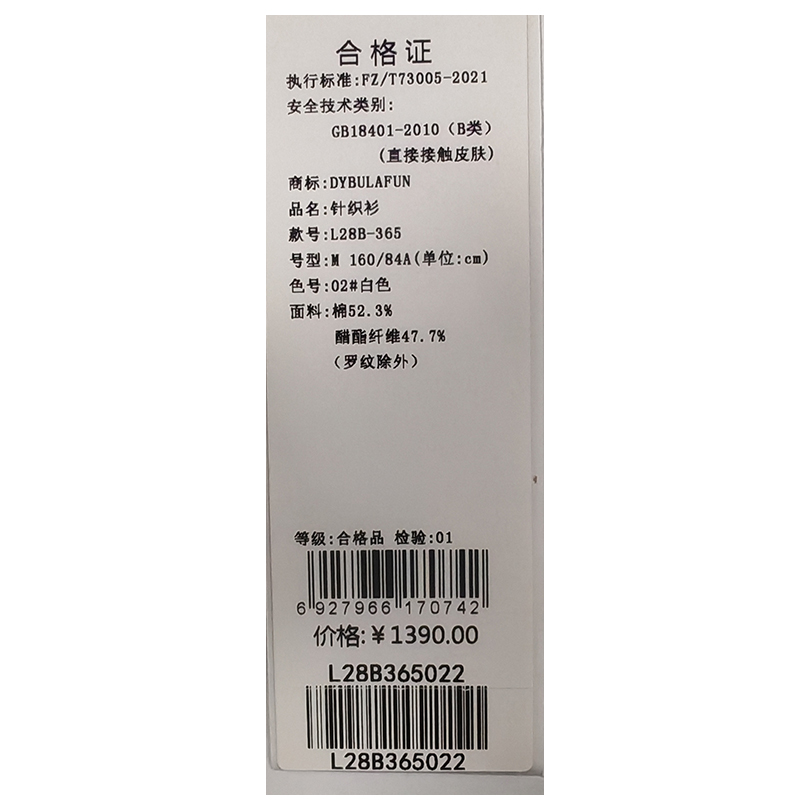 合格证
执行标准:FZ/T73005-2021
安全技术类别:
GB18401-2010（B类）
(直接接触皮肤)
商标:DYBULAFUN
品名:针织衫
款号:L28B-365
号型:M 160/84A(单位:cm)
色号:02#白色
面料:棉52.3%
醋酯纤维47.7%
（罗纹除外）
等级:合格品 检验:01
6 927966 170742
价格:¥1390.00
L28B365022
L28B365022